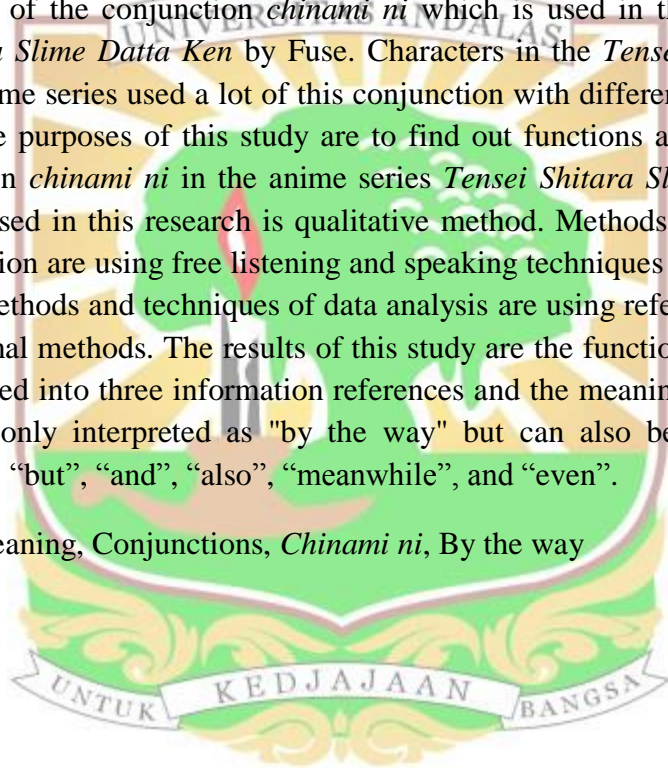 of the conjunction chinami ni which is used in th
UNIVERSITAS ANDALAS
Slime Datta Ken by Fuse. Characters in the Tense
me series used a lot of this conjunction with differen
e purposes of this study are to find out functions a
n chinami ni in the anime series Tensei Shitara Sl
sed in this research is qualitative method. Methods
ion are using free listening and speaking techniques
ethods and techniques of data analysis are using refe
nal methods. The results of this study are the function
ed into three information references and the meanin
only interpreted as "by the way" but can also be
“but”, “and”, “also”, “meanwhile”, and “even”.
eaning, Conjunctions, Chinami ni, By the way
UNTUK KEDJAJAAN BANGSA